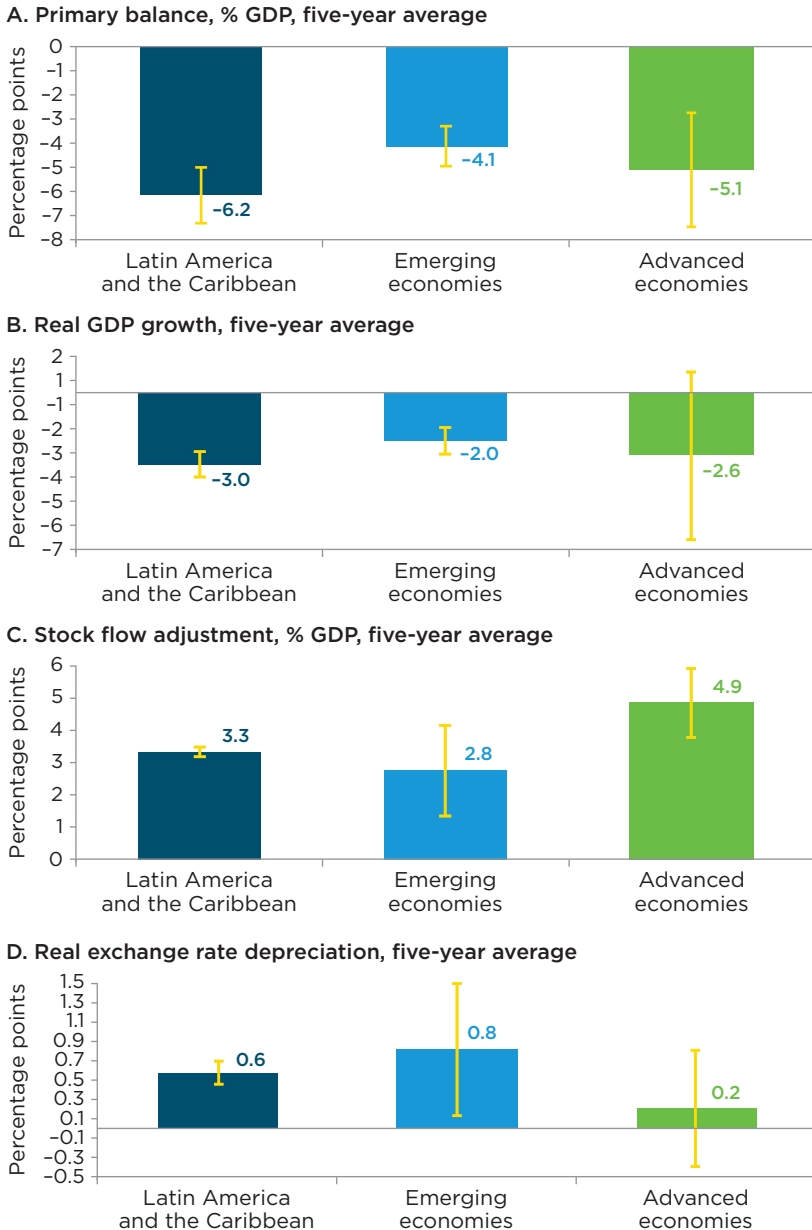 A. Primary balance, % GDP, five-year average
Percentage points
0
–1
–2
–3
–4
–5
–6
–7
–8
–6.2
–4.1
–5.1
Latin America
and the Caribbean
Emerging
economies
Advanced
economies
B. Real GDP growth, five-year average
Percentage points
2
1
–1
–2
–3
–4
–5
–6
–7
–3.0
–2.0
–2.6
Latin America
and the Caribbean
Emerging
economies
Advanced
economies
C. Stock flow adjustment, % GDP, five-year average
Percentage points
6
5
4
3
2
1
0
3.3
2.8
4.9
Latin America
and the Caribbean
Emerging
economies
Advanced
economies
D. Real exchange rate depreciation, five-year average
Percentage points
1.5
1.3
1.1
0.9
0.7
0.5
0.3
0.1
–0.1
–0.3
–0.5
0.6
0.8
0.2
Latin America
and the Caribbean
Emerging
economies
Advanced
economies